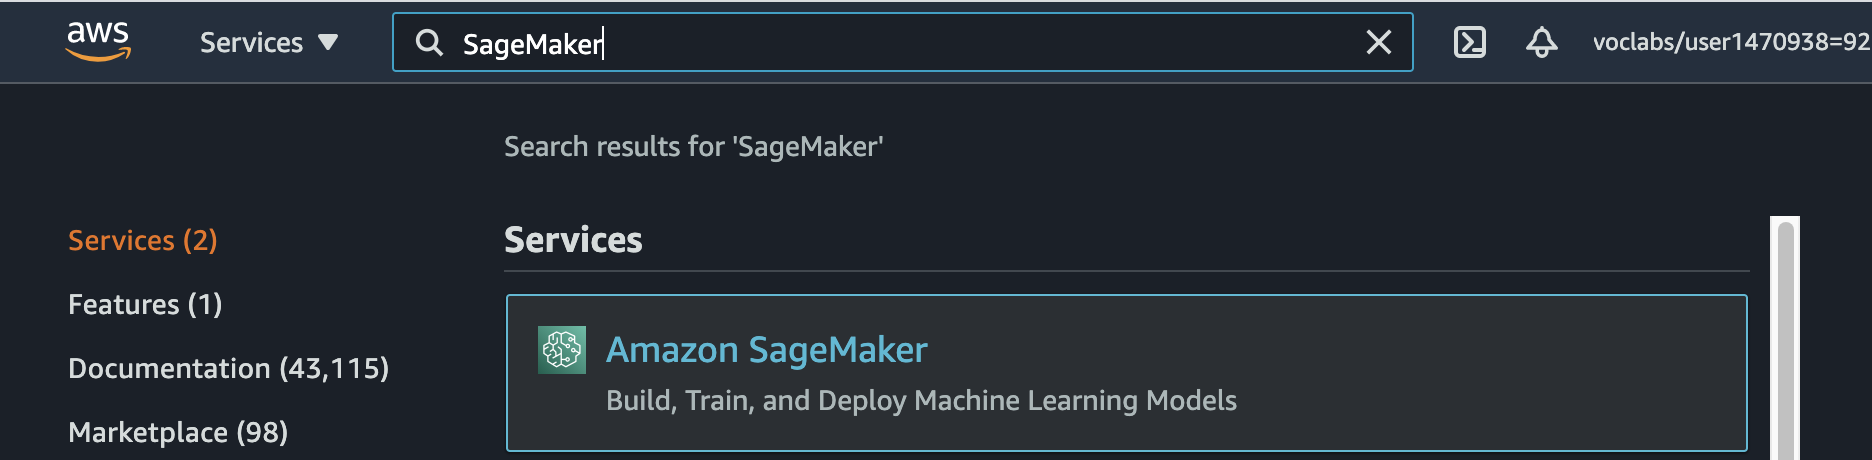 aws
Services
SageMaker
voclabs/user1470938=92
Search results for 'SageMaker'
Services (2)
Features (1)
Documentation (43,115)
Marketplace (98)
Services
Amazon SageMaker
Build, Train, and Deploy Machine Learning Models